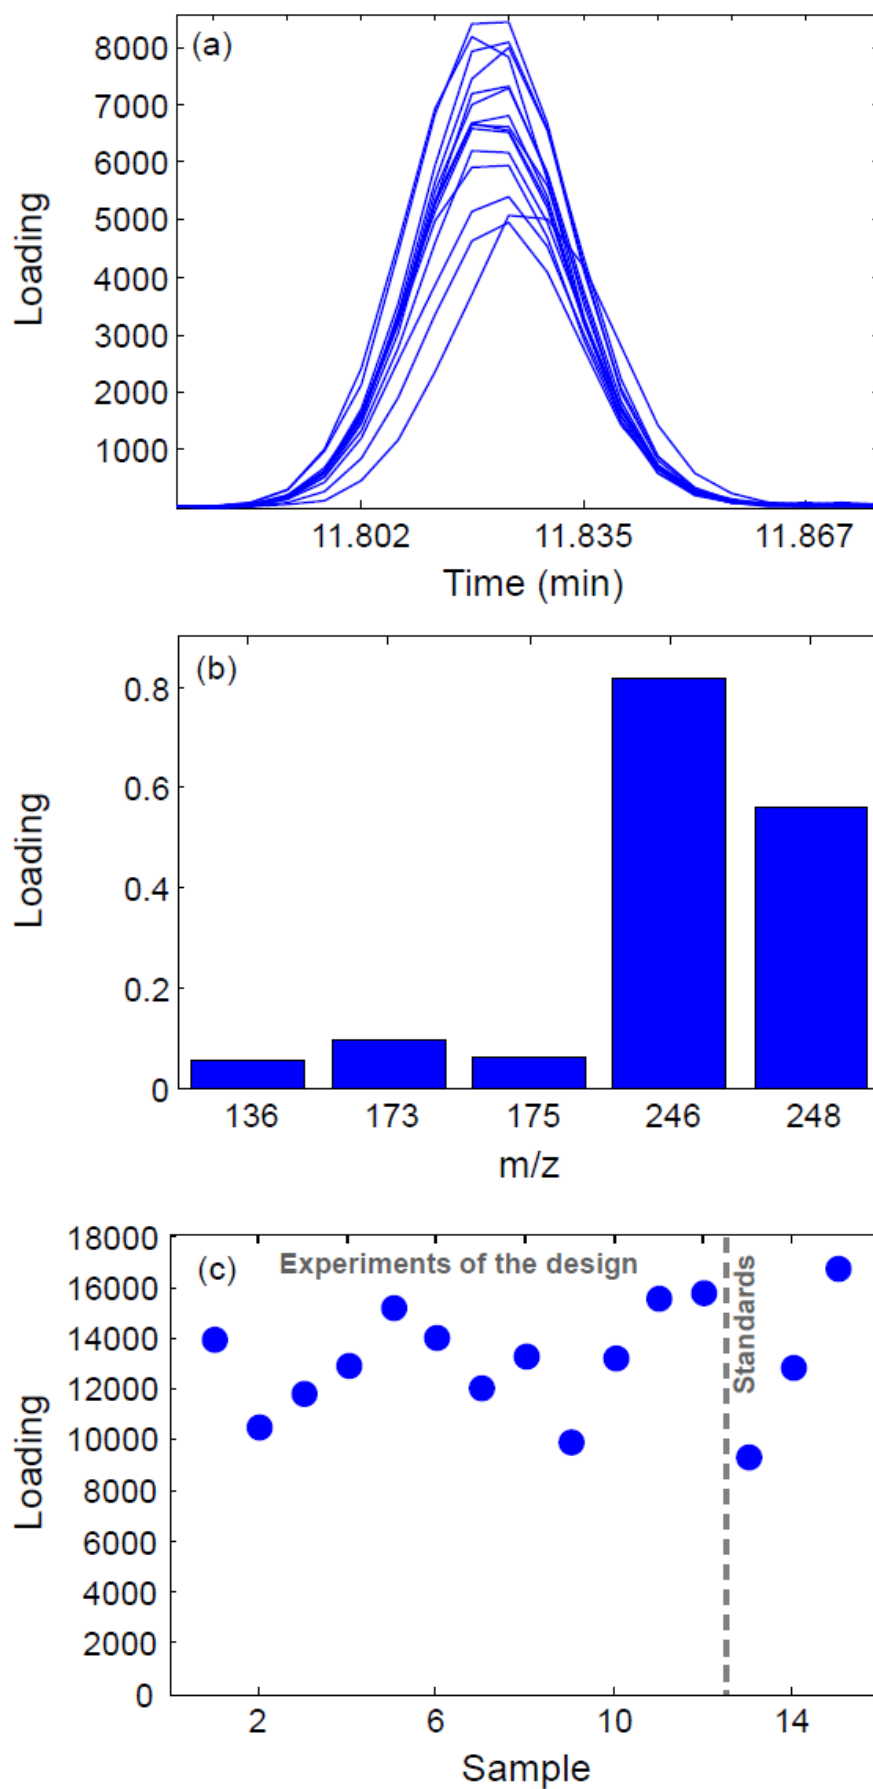 (a)
8000
7000
6000
5000
4000
3000
2000
1000
Loading
11.802 11.835 11.867
Time (min)
(b)
0.8
0.6
0.4
0.2
0
Loading
136 173 175 246 248
m/z
(c)
Experiments of the design
Standards
18000
16000
14000
12000
10000
8000
6000
4000
2000
0
Loading
2 6 10 14
Sample